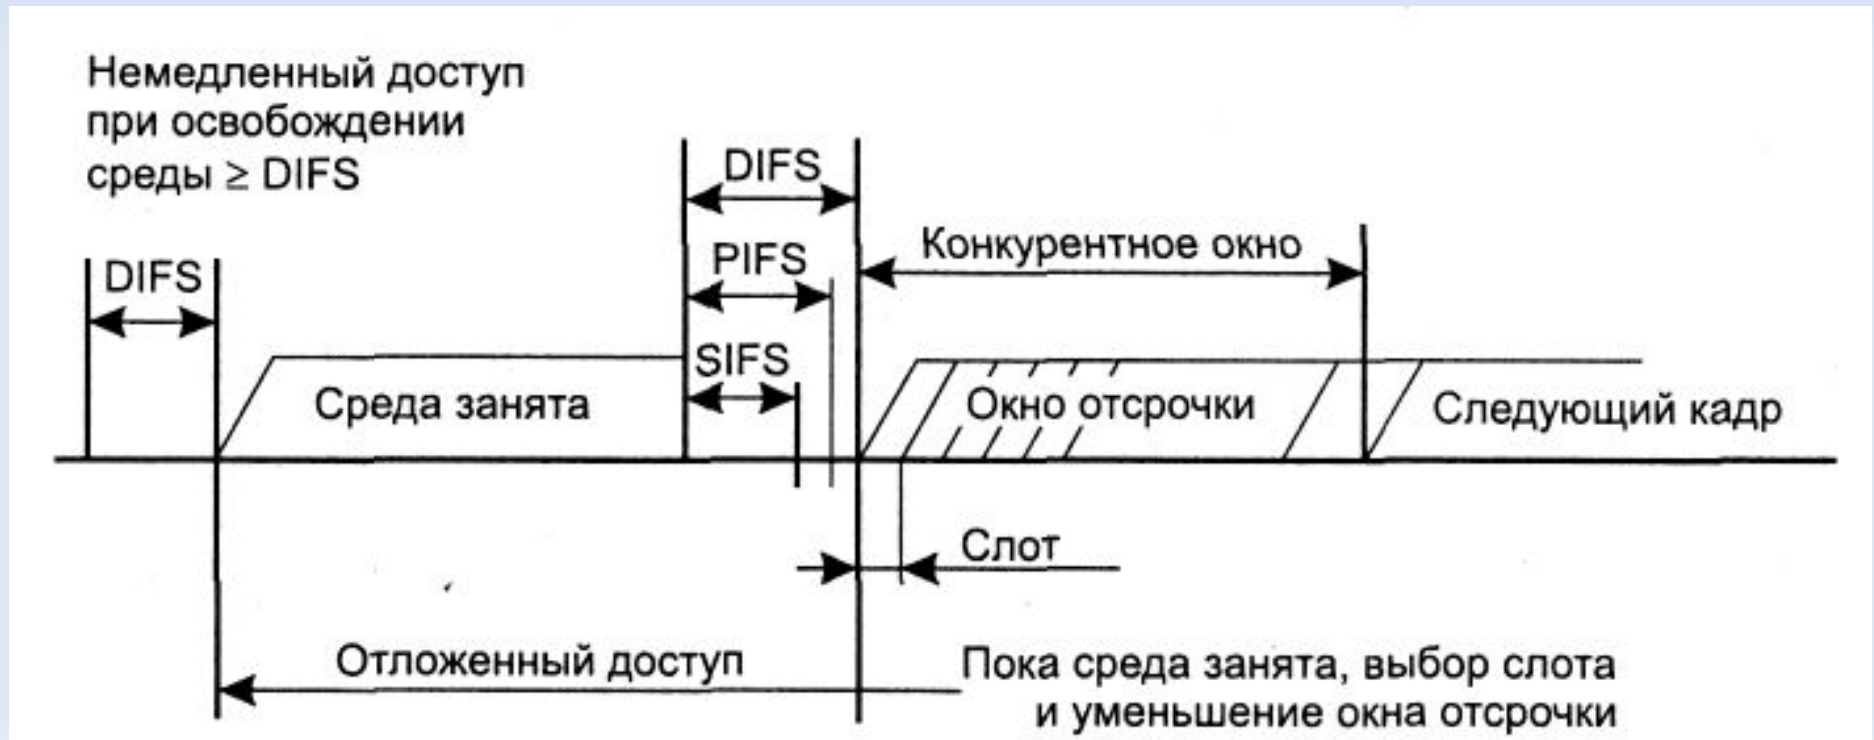 Немедленный доступ
при освобождении
среды ≥ DIFS
DIFS
DIFS
PIFS
SIFS
Конкурентное окно
Среда занята
Окно отсрочки
Следующий кадр
Слот
Отложенный доступ
Пока среда занята, выбор слота
и уменьшение окна отсрочки